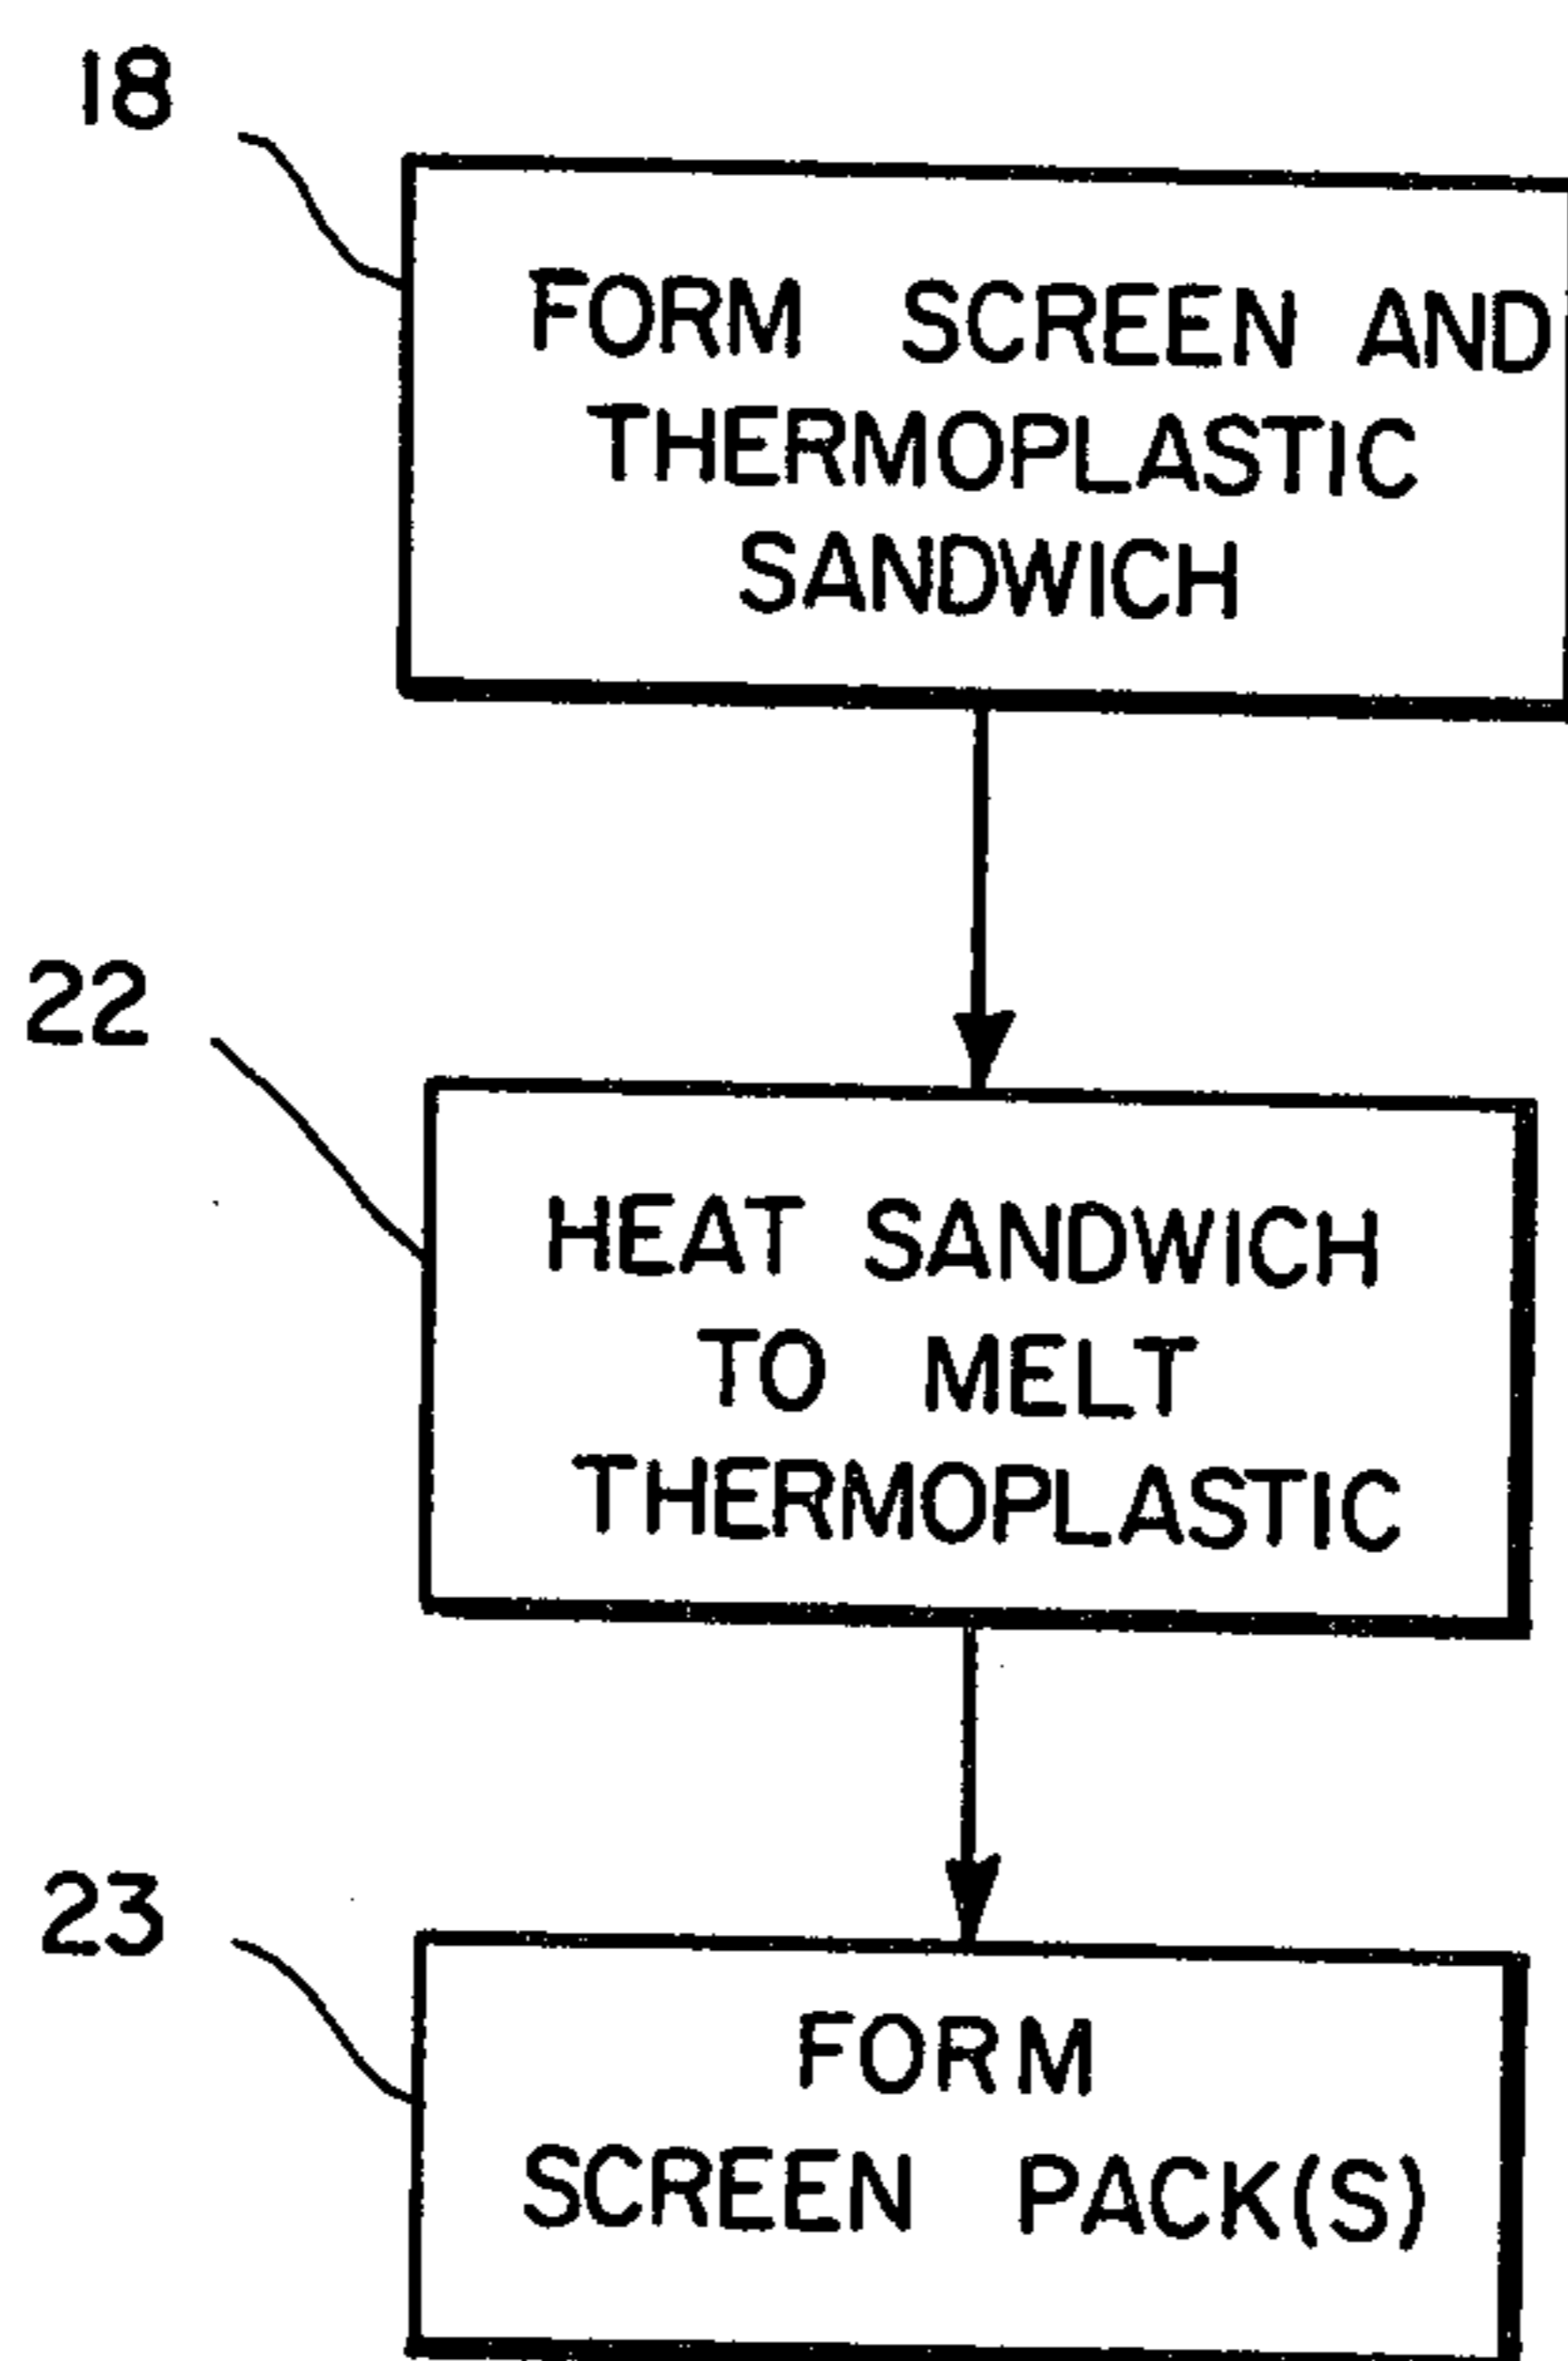 18
FORM SCREEN AND
THERMOPLASTIC
SANDWICH
22
HEAT SANDWICH
TO MELT
THERMOPLASTIC
23
FORM
SCREEN PACK(S)